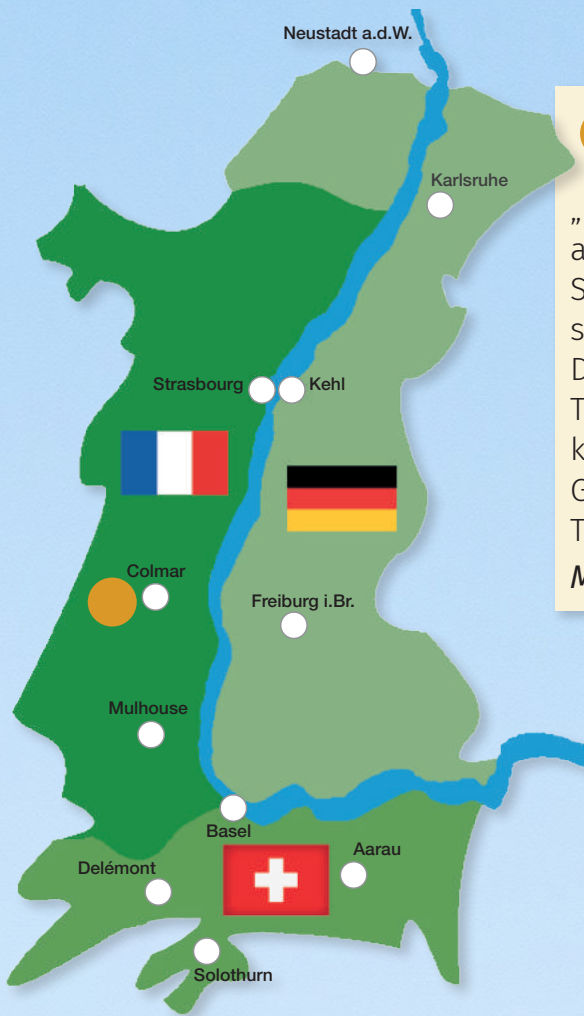 Neustadt a.d.W.
Karlsruhe
Strasbourg
Kehl
Colmar
Freiburg i.Br.
Mulhouse
Basel
Aarau
Delémont
Solothurn